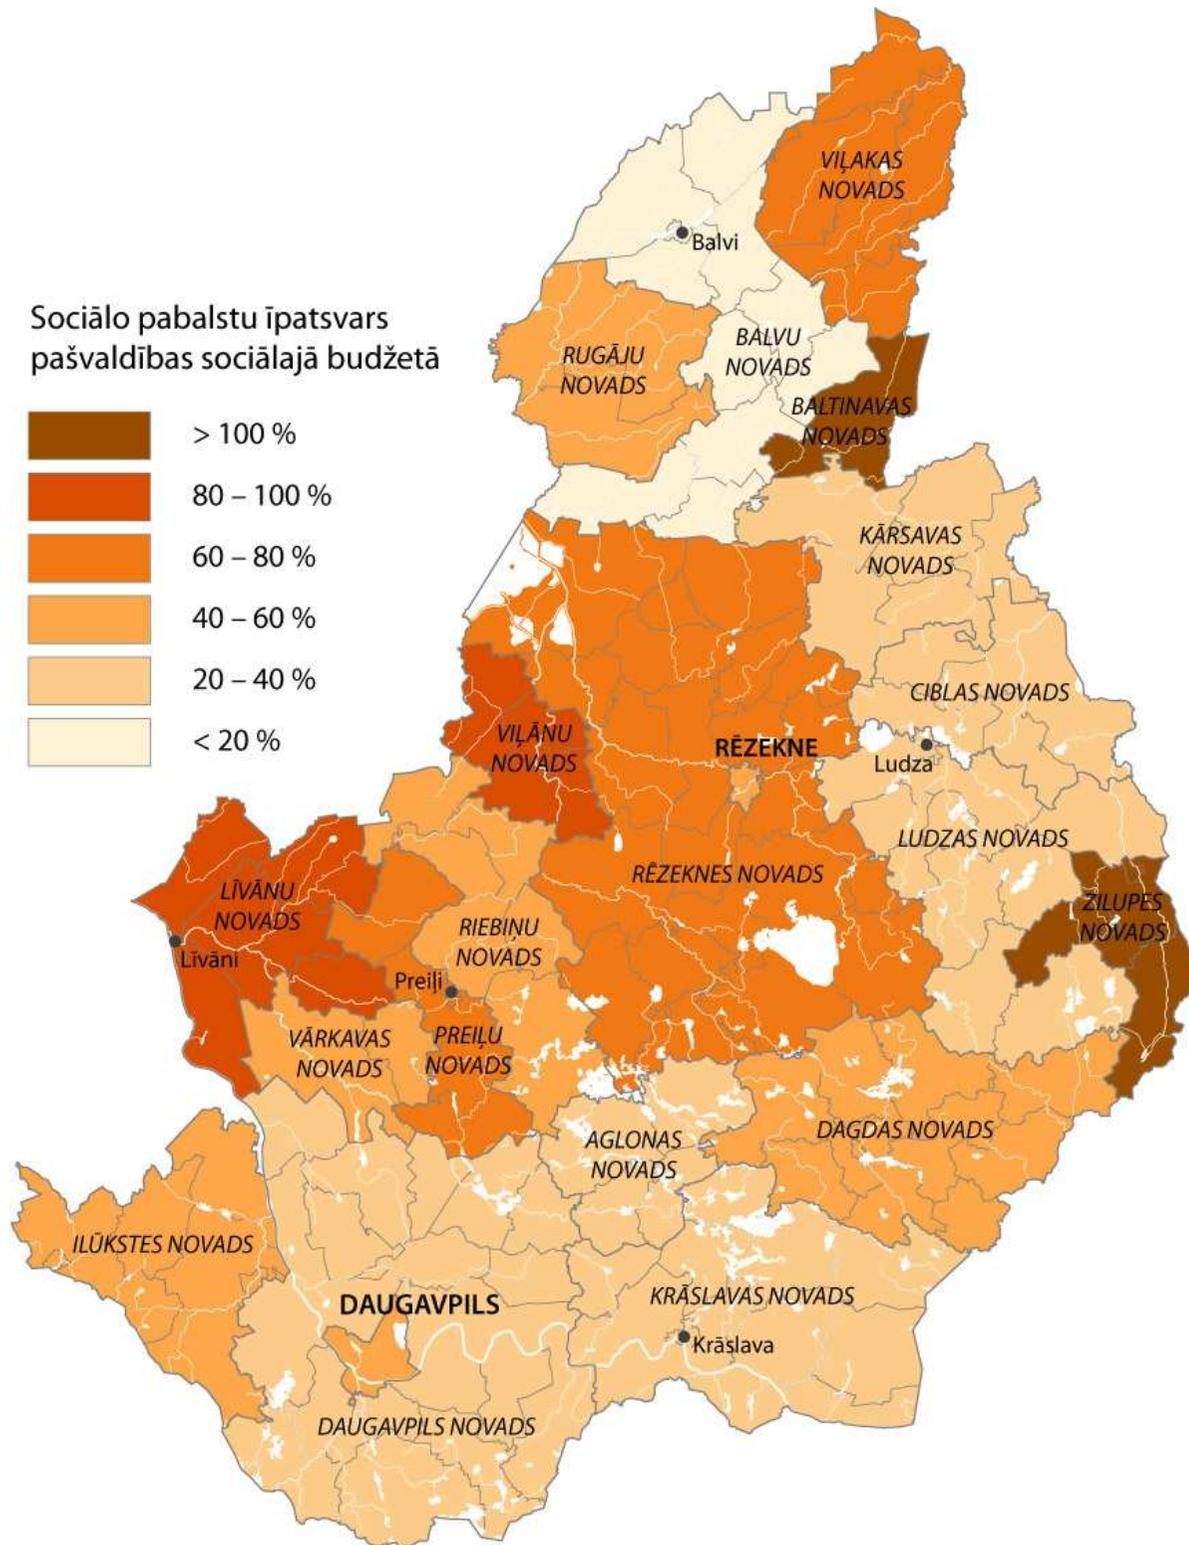 VIĻAKAS
NOVADS
Balvi
Sociālo pabalstu īpatsvars
pašvaldības sociālajā budžetā
> 100 %
80 – 100 %
60 – 80 %
40 – 60 %
20 – 40 %
< 20 %
RUGĀJU
NOVADS
BALVU
NOVADS
BALTINAVAS
NOVADS
KĀRSAVAS
NOVADS
CIBLAS NOVADS
VIĻĀNU
NOVADS
RĒZEKNE
Ludza
LUDZAS NOVADS
RĒZEKNES NOVADS
LĪVĀNU
NOVADS
ZILUPES
NOVADS
RIEBIŅU
NOVADS
Līvāni
Preiļi
VĀRKAVAS
NOVADS
PREIĻU
NOVADS
AGLONAS
NOVADS
DAGDAS NOVADS
ILŪKSTES NOVADS
DAUGAVPILS
KRĀSLAVAS NOVADS
Krāslava
DAUGAVPILS NOVADS